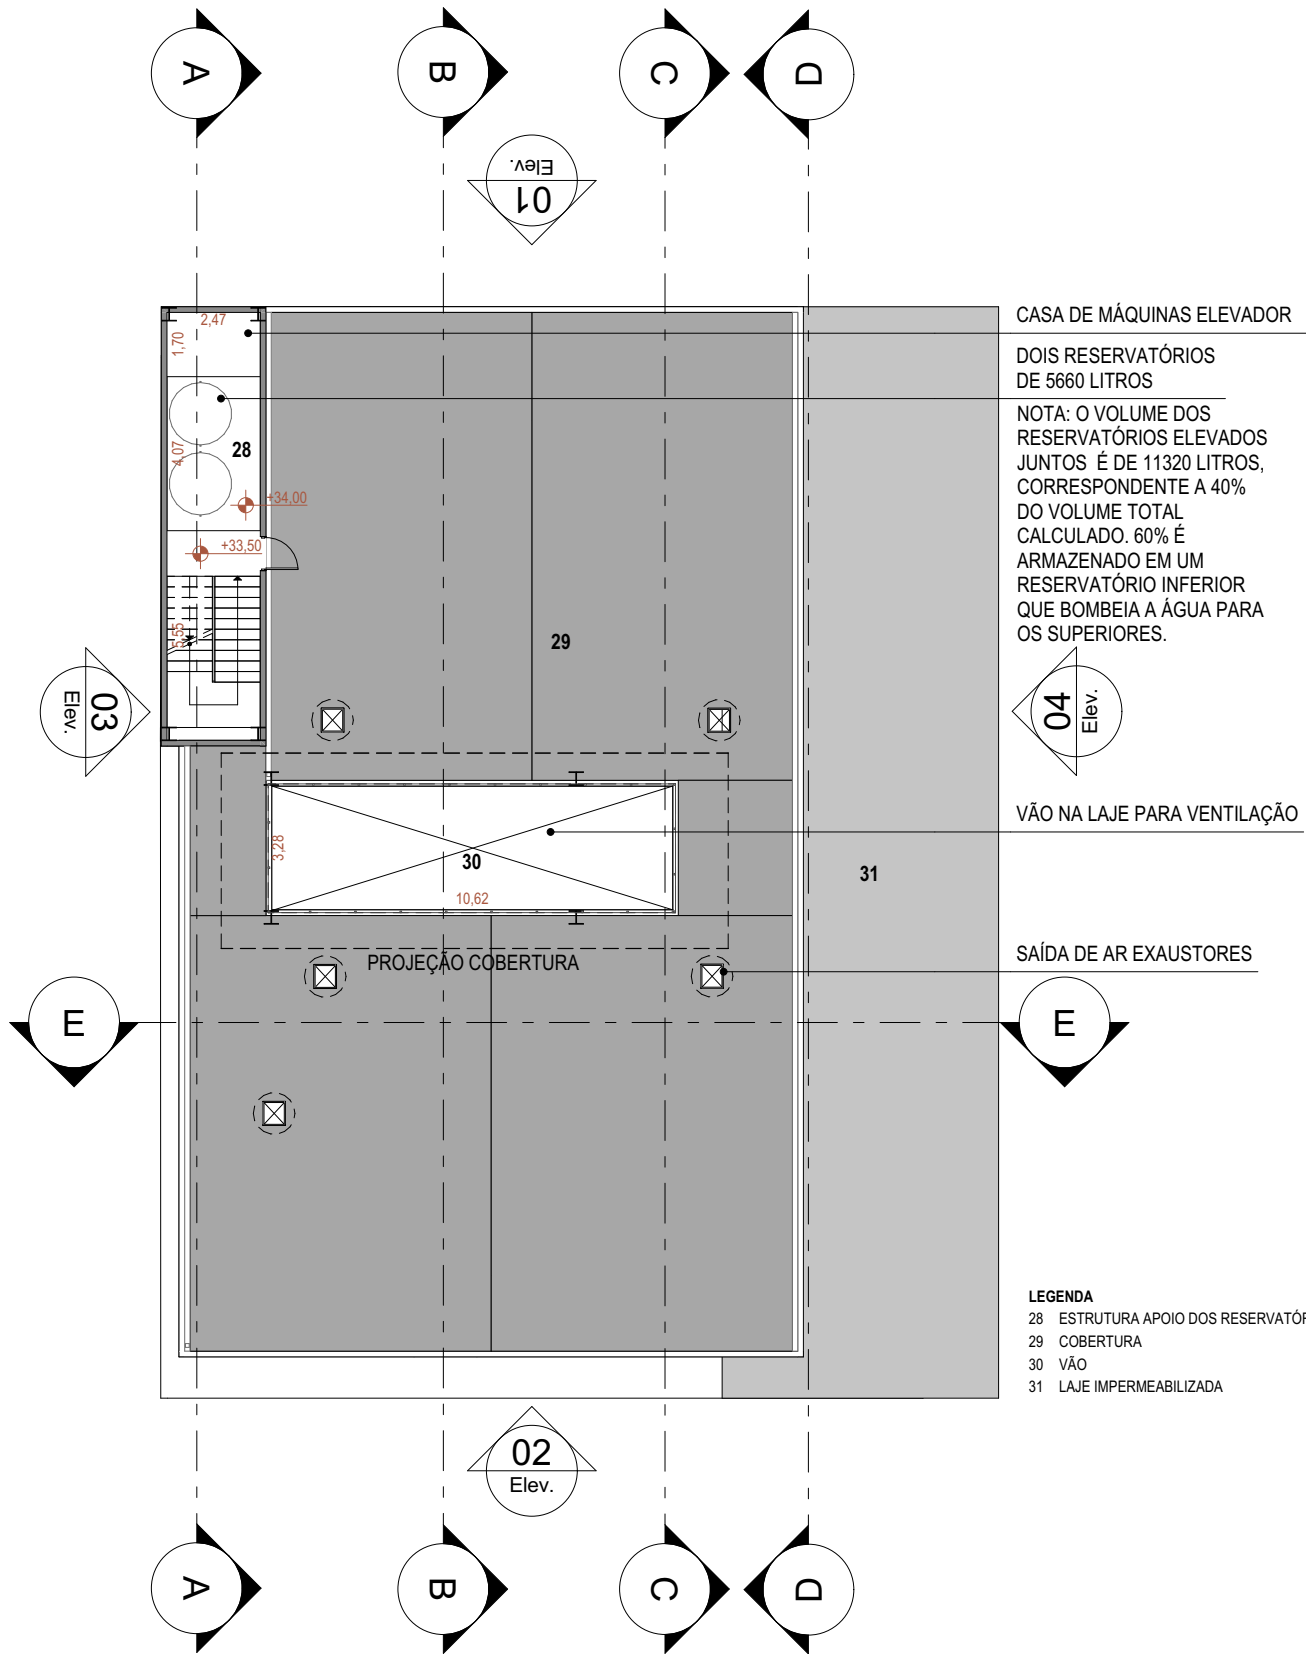 A
B
C
D
Elev.
01
CASA DE MÁQUINAS ELEVADOR
2,47
1,70
DOIS RESERVATÓRIOS
DE 5660 LITROS
NOTA: O VOLUME DOS
RESERVATÓRIOS ELEVADOS
JUNTOS É DE 11320 LITROS,
CORRESPONDENTE A 40%
DO VOLUME TOTAL
CALCULADO. 60% É
ARMAZENADO EM UM
RESERVATÓRIO INFERIOR
QUE BOMBEIA A ÁGUA PARA
OS SUPERIORES.
4,07
28
+34,00
+33,50
5,55
29
03
Elev.
04
Elev.
VÃO NA LAJE PARA VENTILAÇÃO
3,28
30
10,62
31
PROJEÇÃO COBERTURA
SAÍDA DE AR EXAUSTORES
E
E
LEGENDA
28 ESTRUTURA APOIO DOS
29 COBERTURA
30 VÃO
31 LAJE IMPERMEABILIZADA
02
Elev.
A
B
C
D